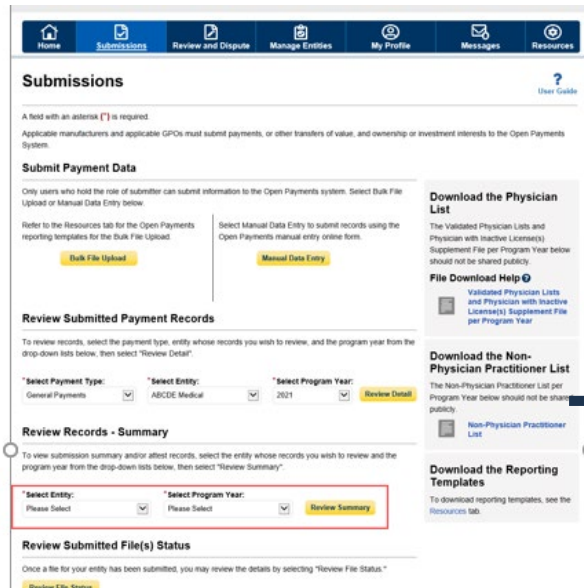 Home Submissions Review and Dispute Manage Entities My Profile Messages Resources
Submissions
?
User Guide
A field with an asterisk (*) is required.
Applicable manufacturers and applicable GPOs must submit payments, or other transfers of value, and ownership or investment interests to the Open Payments
System.
Submit Payment Data
Only users who hold the role of submitter can submit information to the Open Payments system. Select Bulk File
Upload or Manual Data Entry below.
Refer to the Resources tab for the Open Payments
reporting templates for the Bulk File Upload.
Bulk File Upload
Select Manual Data Entry to submit records using the
Open Payments manual entry online form.
Manual Data Entry
Review Submitted Payment Records
To review records, select the payment type, entity whose records you wish to review, and the program year from the
drop-down lists below, then select "Review Detail".
*Select Payment Type: *Select Entity: *Select Program Year:
General Payments ABCDE Medical 2021 Review Detail
Review Records - Summary
To view submission summary and/or attest records, select the entity whose records you wish to review and the
program year from the drop-down lists below, then select "Review Summary".
*Select Entity: *Select Program Year:
Please Select Please Select Review Summary
Review Submitted File(s) Status
Once a file for your entity has been submitted, you may review the details by selecting "Review File Status."
Review File Status
Download the Physician
List
The Validated Physician Lists and
Physician with Inactive License(s)
Supplement File per Program Year below
should not be shared publicly.
File Download Help ?
Validated Physician Lists
and Physician with Inactive
License(s) Supplement File
per Program Year
Download the Non-
Physician Practitioner List
The Non-Physician Practitioner List per
Program Year below should not be shared
publicly.
Non-Physician Practitioner
List
Download the Reporting
Templates
To download reporting templates, see the
Resources tab.